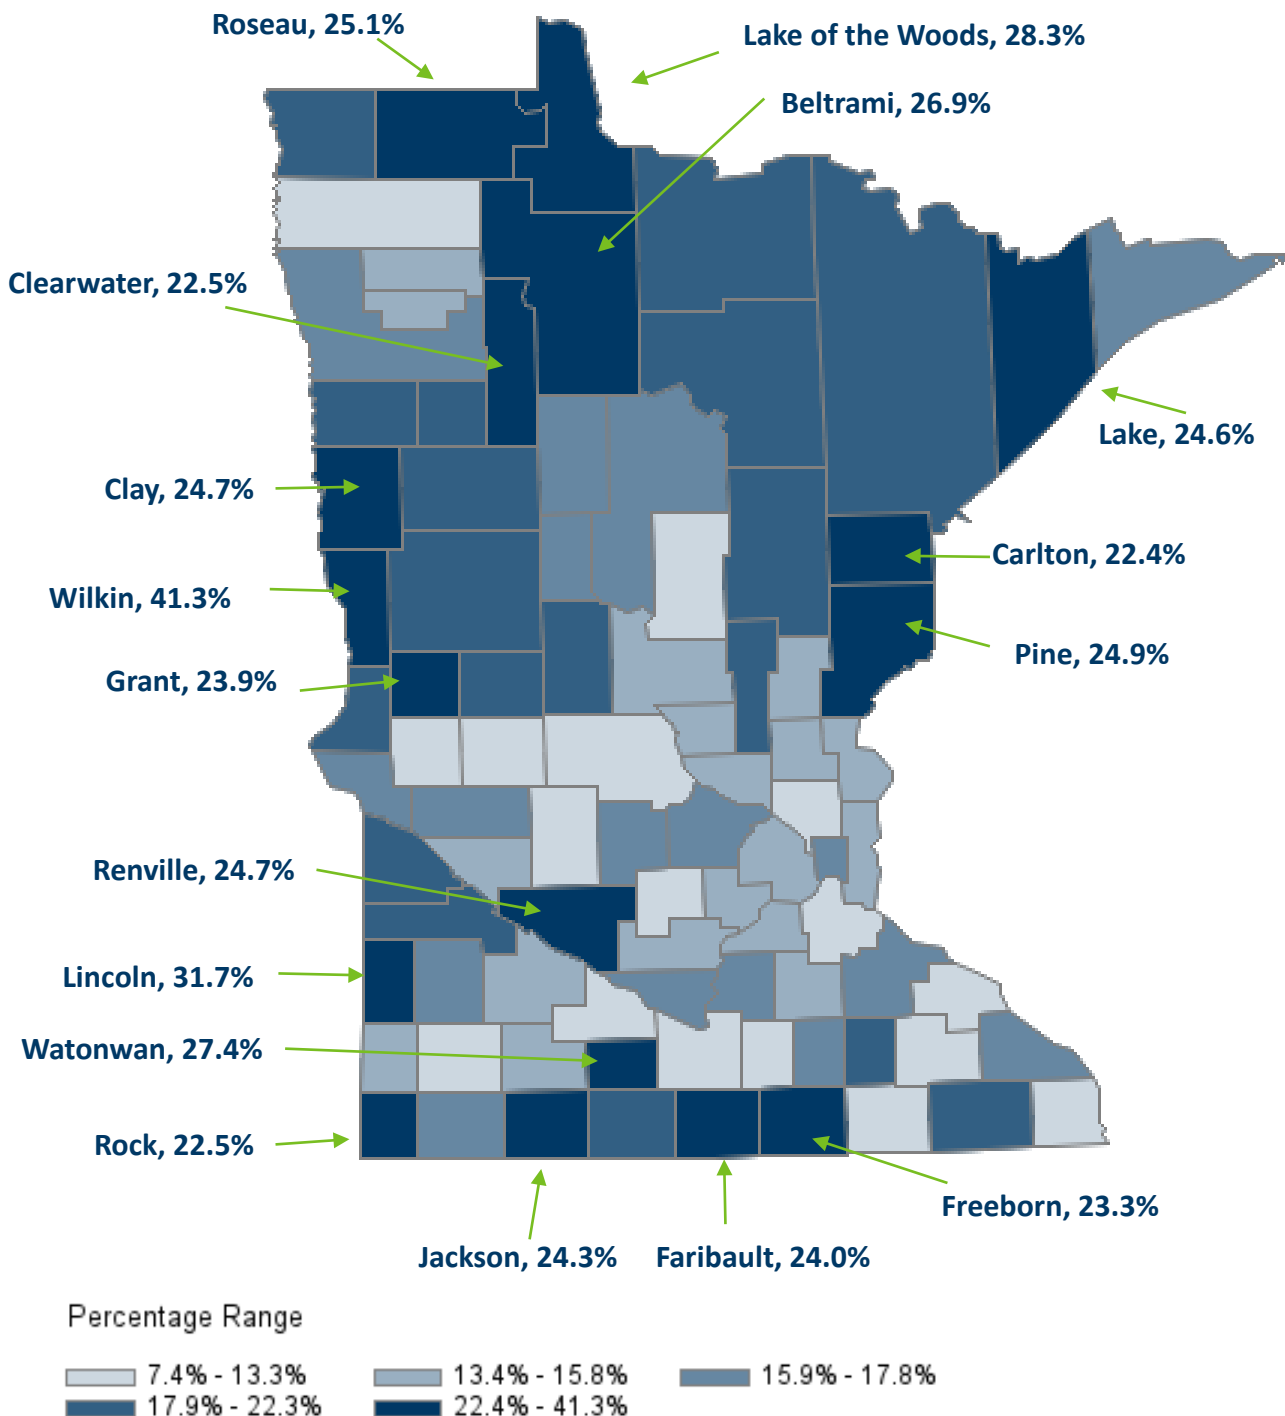 Roseau, 25.1%
Lake of the Woods, 28.3%
Beltrami, 26.9%
Clearwater, 22.5%
Lake, 24.6%
Clay, 24.7%
Carlton, 22.4%
Wilkin, 41.3%
Pine, 24.9%
Grant, 23.9%
Renville, 24.7%
Lincoln, 31.7%
Watonwan, 27.4%
Rock, 22.5%
Freeborn, 23.3%
Jackson, 24.3%
Faribault, 24.0%
Percentage Range
7.4% - 13.3%
13.4% - 15.8%
15.9% - 17.8%
17.9% - 22.3%
22.4% - 41.3%